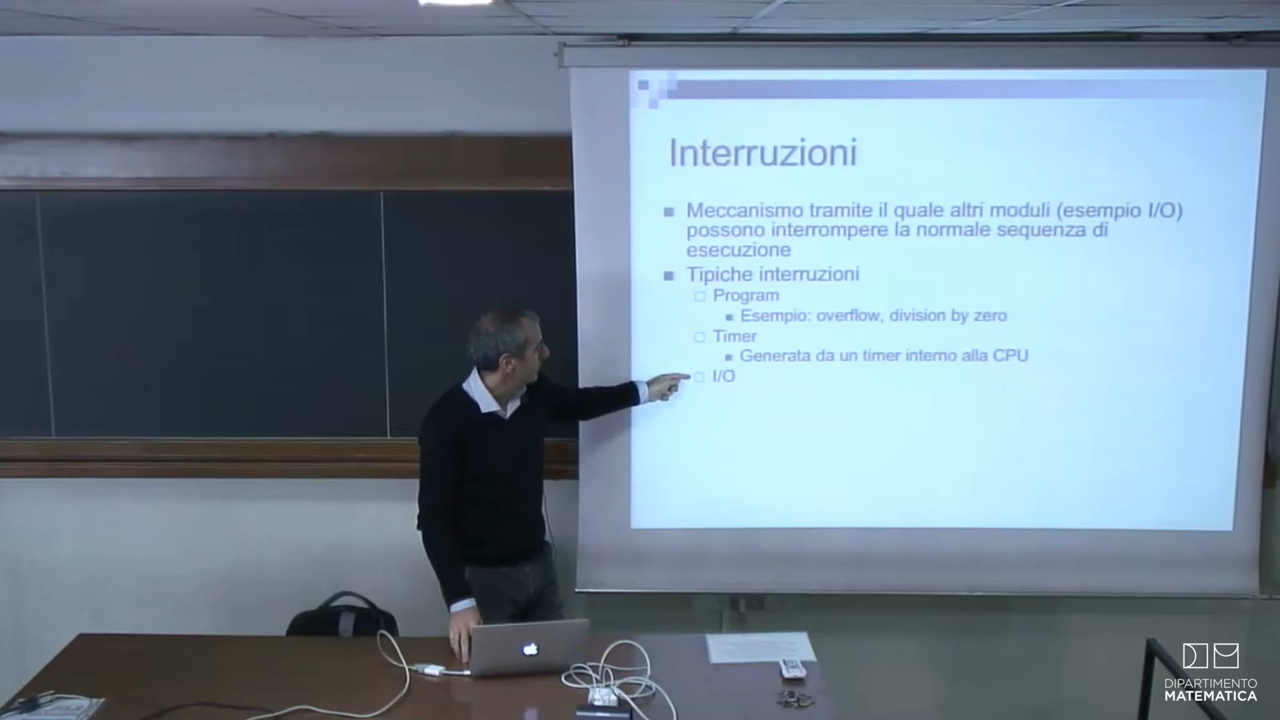 Interruzioni
Meccanismo tramite il quale altri moduli (esempio I/O)
possono interrompere la normale sequenza di
esecuzione
Tipiche interruzioni
Program
Esempio: overflow, division by zero
Timer
Generata da un timer interno alla CPU
I/O
DIPARTIMENTO
MATEMATICA